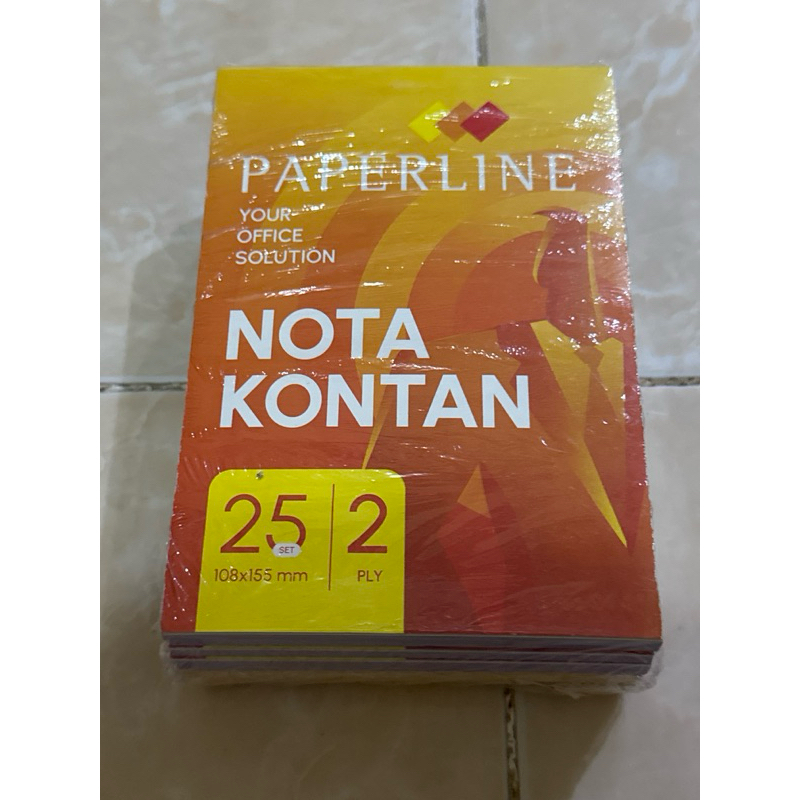 PAPERLINE
YOUR
OFFICE
SOLUTION
NOTA
KONTAN
25 SET
108x155 mm
2
PLY